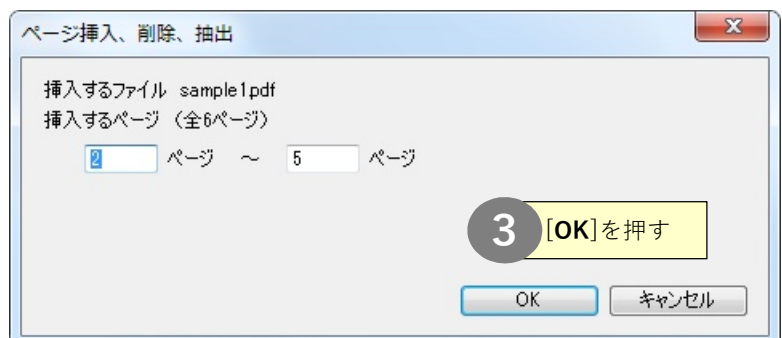 ページ挿入、削除、抽出
挿入するファイル sample1.pdf
挿入するページ (全6ページ)
2 ページ ～ 5 ページ
3 [OK]を押す
OK キャンセル